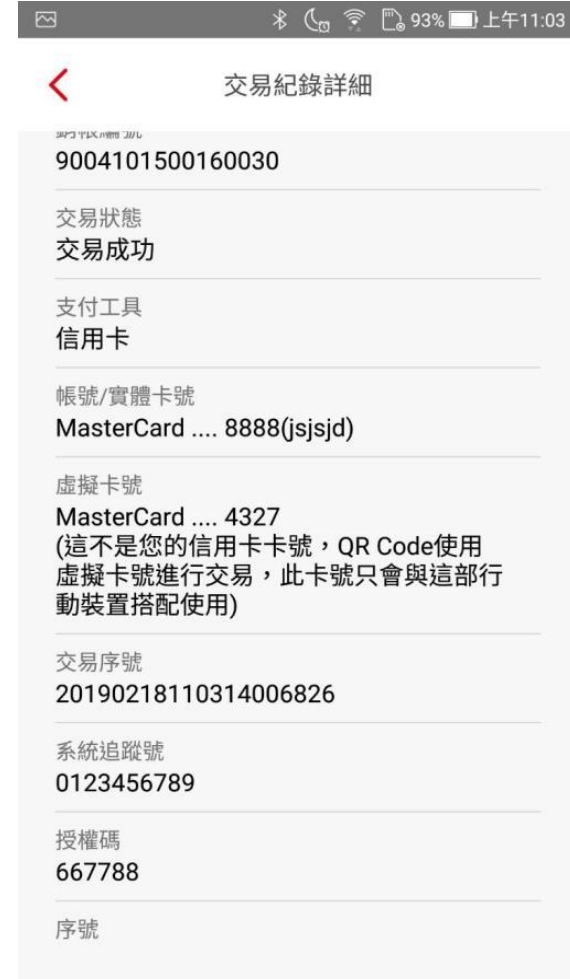 93% 上午11:03
交易紀錄詳細
銷帳編號
9004101500160030
交易狀態
交易成功
支付工具
信用卡
帳號/實體卡號
MasterCard .... 8888(jsjsjd)
虛擬卡號
MasterCard .... 4327
(這不是您的信用卡卡號，QR Code使用
虛擬卡號進行交易，此卡號只會與這部行
動裝置搭配使用)
交易序號
20190218110314006826
系統追蹤號
0123456789
授權碼
667788
序號